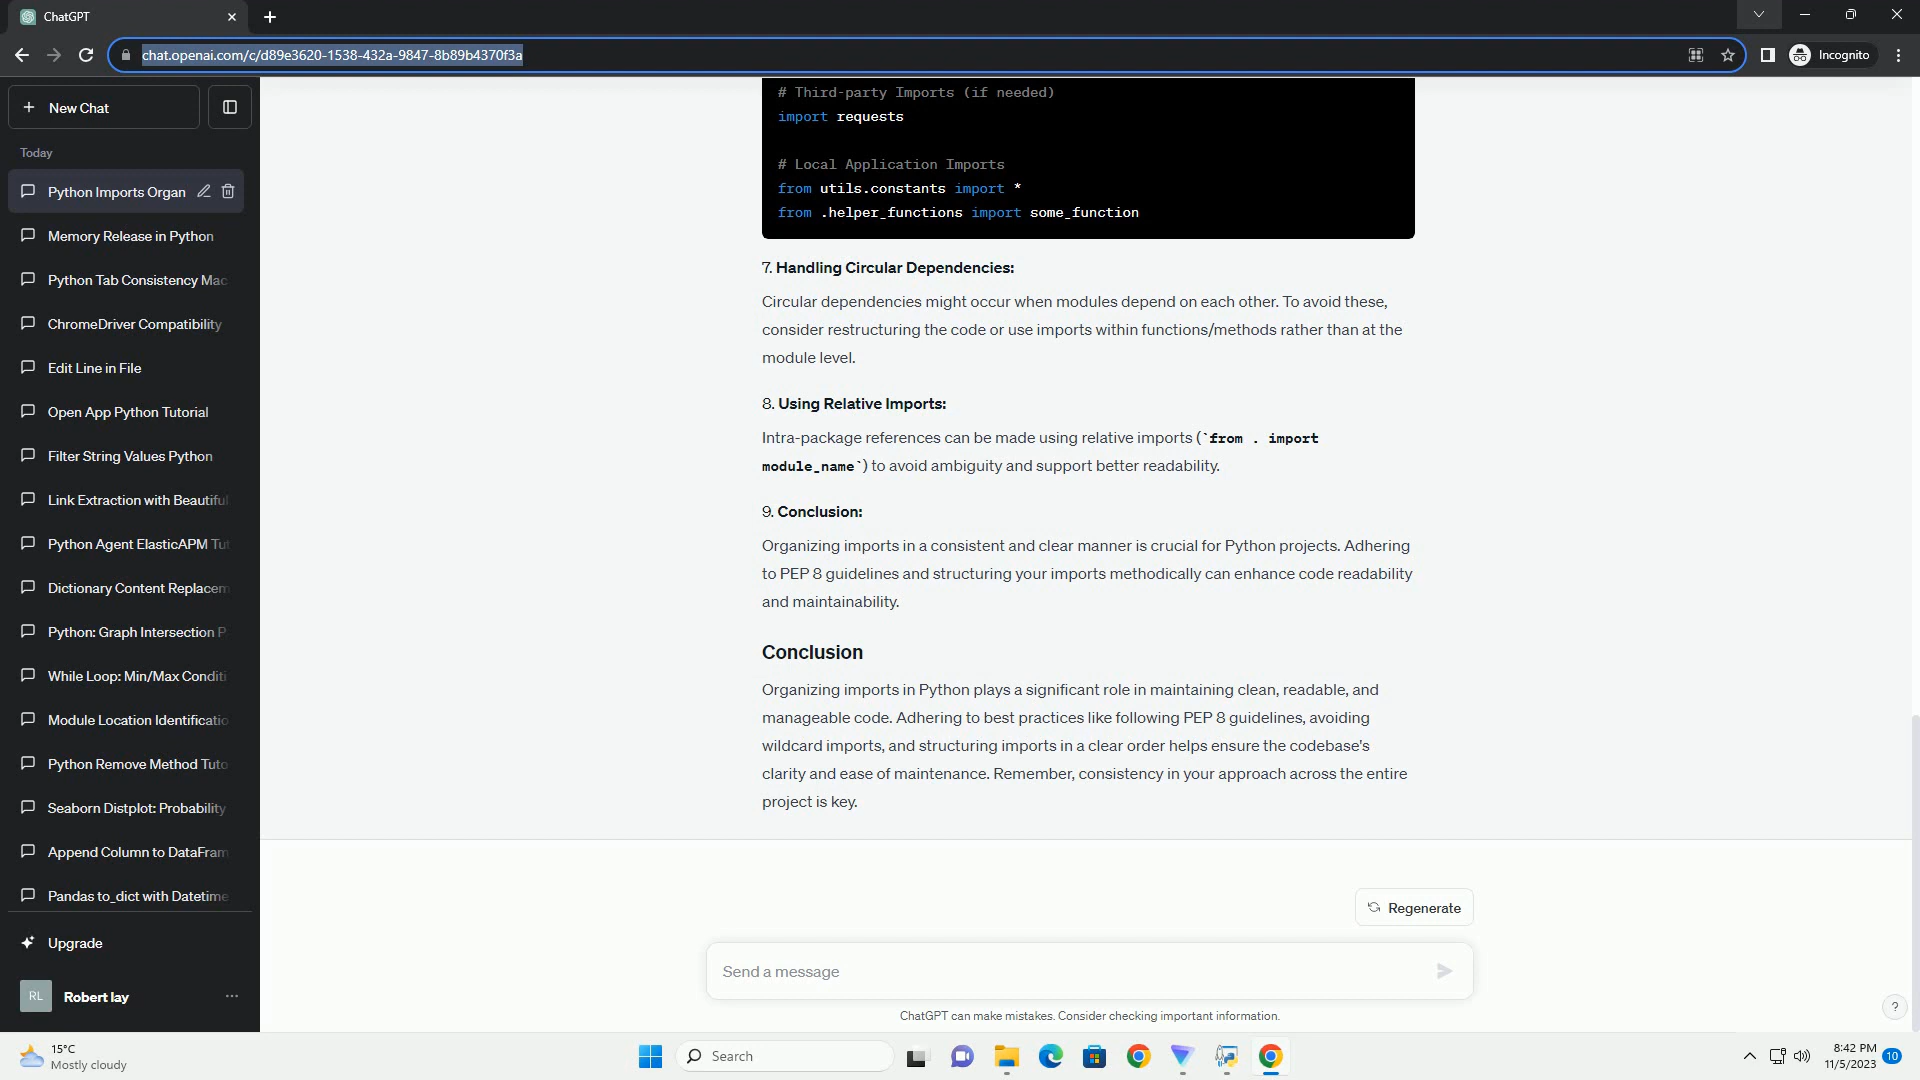 ChatGPT
chat.openai.com/c/d89e3620-1538-432a-9847-8b89b4370f3a
Incognito
New Chat
Today
Python Imports Organ
Memory Release in Python
Python Tab Consistency Mac
ChromeDriver Compatibility
Edit Line in File
Open App Python Tutorial
Filter String Values Python
Link Extraction with Beautiful
Python Agent ElasticAPM Tut
Dictionary Content Replacem
Python: Graph Intersection P
While Loop: Min/Max Conditi
Module Location Identificatio
Python Remove Method Tuto
Seaborn Distplot: Probability
Append Column to DataFram
Pandas to_dict with Datetime
Upgrade
RL Robert lay
# Third-party Imports (if needed)
import requests
# Local Application Imports
from utils.constants import *
from .helper_functions import some_function
7. Handling Circular Dependencies:
Circular dependencies might occur when modules depend on each other. To avoid these,
consider restructuring the code or use imports within functions/methods rather than at the
module level.
8. Using Relative Imports:
Intra-package references can be made using relative imports (`from . import
module_name`) to avoid ambiguity and support better readability.
9. Conclusion:
Organizing imports in a consistent and clear manner is crucial for Python projects. Adhering
to PEP 8 guidelines and structuring your imports methodically can enhance code readability
and maintainability.
Conclusion
Organizing imports in Python plays a significant role in maintaining clean, readable, and
manageable code. Adhering to best practices like following PEP 8 guidelines, avoiding
wildcard imports, and structuring imports in a clear order helps ensure the codebase's
clarity and ease of maintenance. Remember, consistency in your approach across the entire
project is key.
Regenerate
Send a message
ChatGPT can make mistakes. Consider checking important information.
?
15°C
Mostly cloudy
Search
8:42 PM
11/5/2023
10